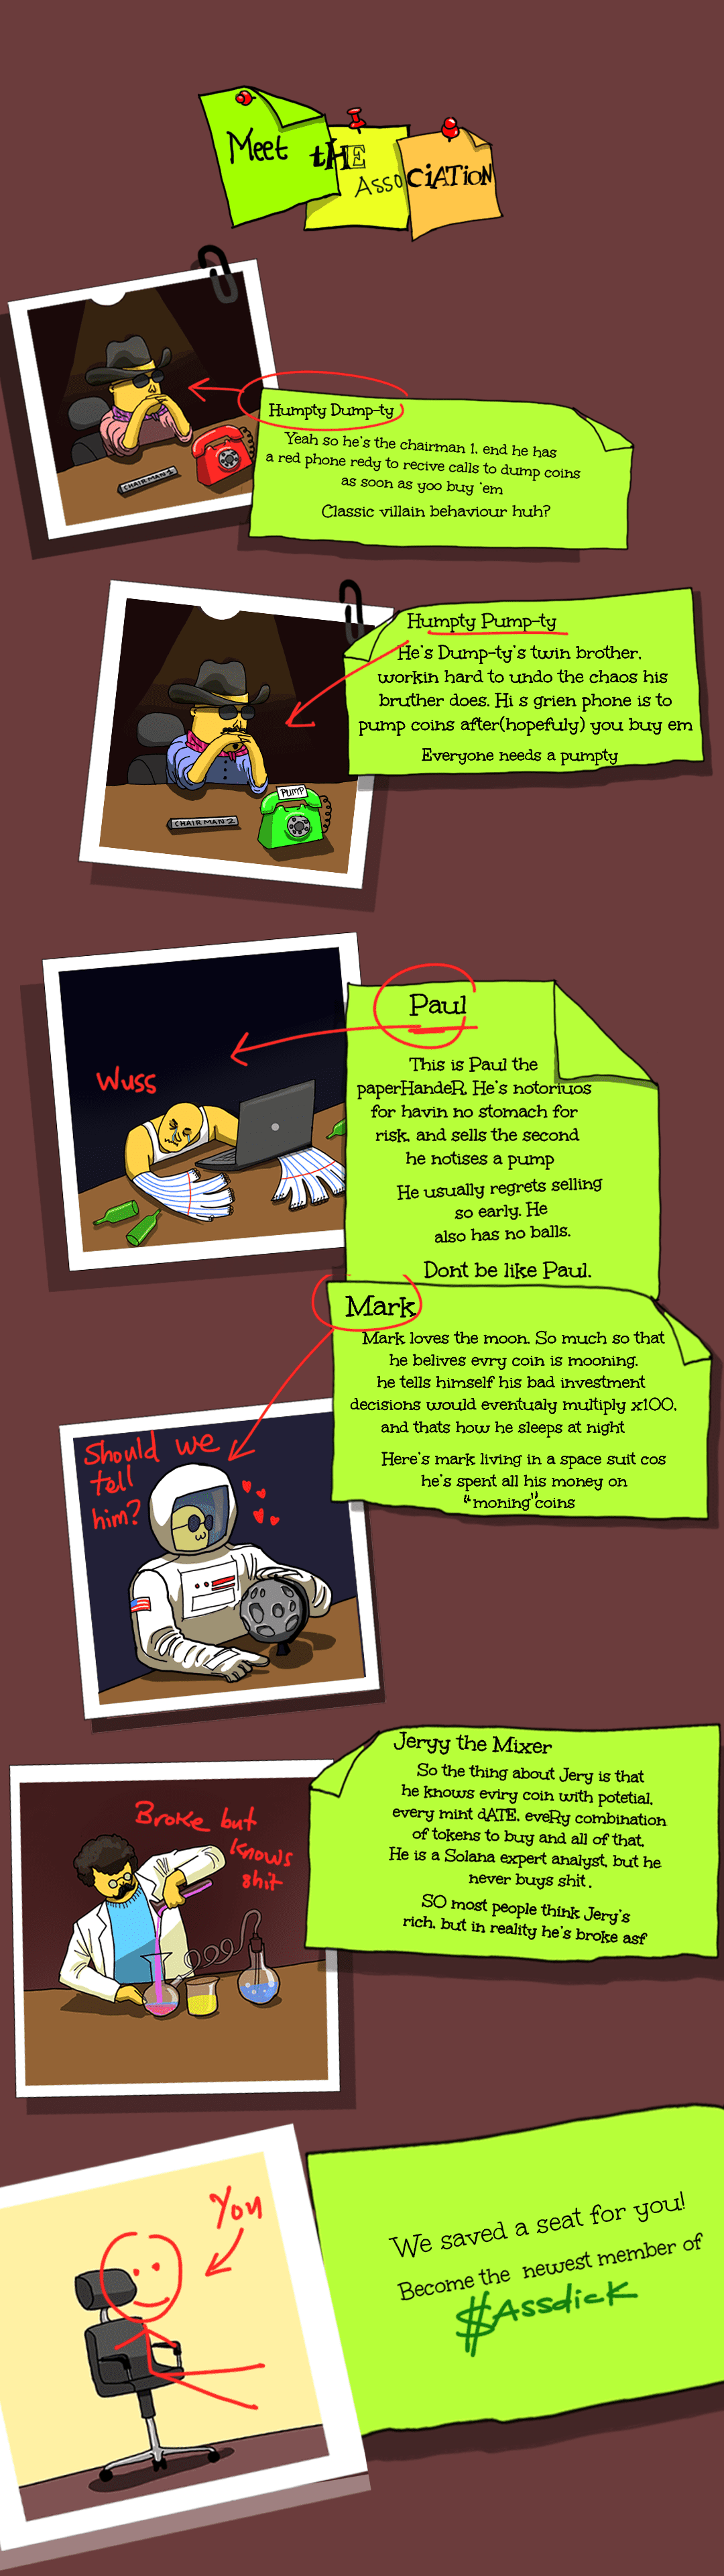 Meet tHE AssoCiATioN
CHAIRMAN 1
Humpty Dump-ty
Yeah so he's the chairman 1, end he has
a red phone redy to recive calls to dump coins
as soon as yoo buy 'em
Classic villain behaviour huh?
Humpty Pump-ty
He's Dump-ty's twin brother,
workin hard to undo the chaos his
bruther does. Hi s grien phone is to
pump coins after(hopefuly) you buy em
Everyone needs a pumpty
PUMP
CHAIRMAN 2
Paul
This is Paul the
paperHandeR. He's notoriuos
for havin no stomach for
risk, and sells the second
he notises a pump
He usually regrets selling
so early. He
also has no balls.
Dont be like Paul.
Wuss
Mark
Mark loves the moon. So much so that
he belives evry coin is mooning.
he tells himself his bad investment
decisions would eventualy multiply x100.
and thats how he sleeps at night
Here's mark living in a space suit cos
he's spent all his money on
"moning"coins
Should we
tell
him?
Jeryy the Mixer
So the thing about Jery is that
he knows eviry coin with potetial,
every mint dATE, eveRy combination
of tokens to buy and all of that.
He is a Solana expert analyst, but he
never buys shit.
SO most people think Jery's
rich, but in reality he's broke asf
Broke but
knows
shit
You
We saved a seat for you!
Become the newest member of
$Assdick